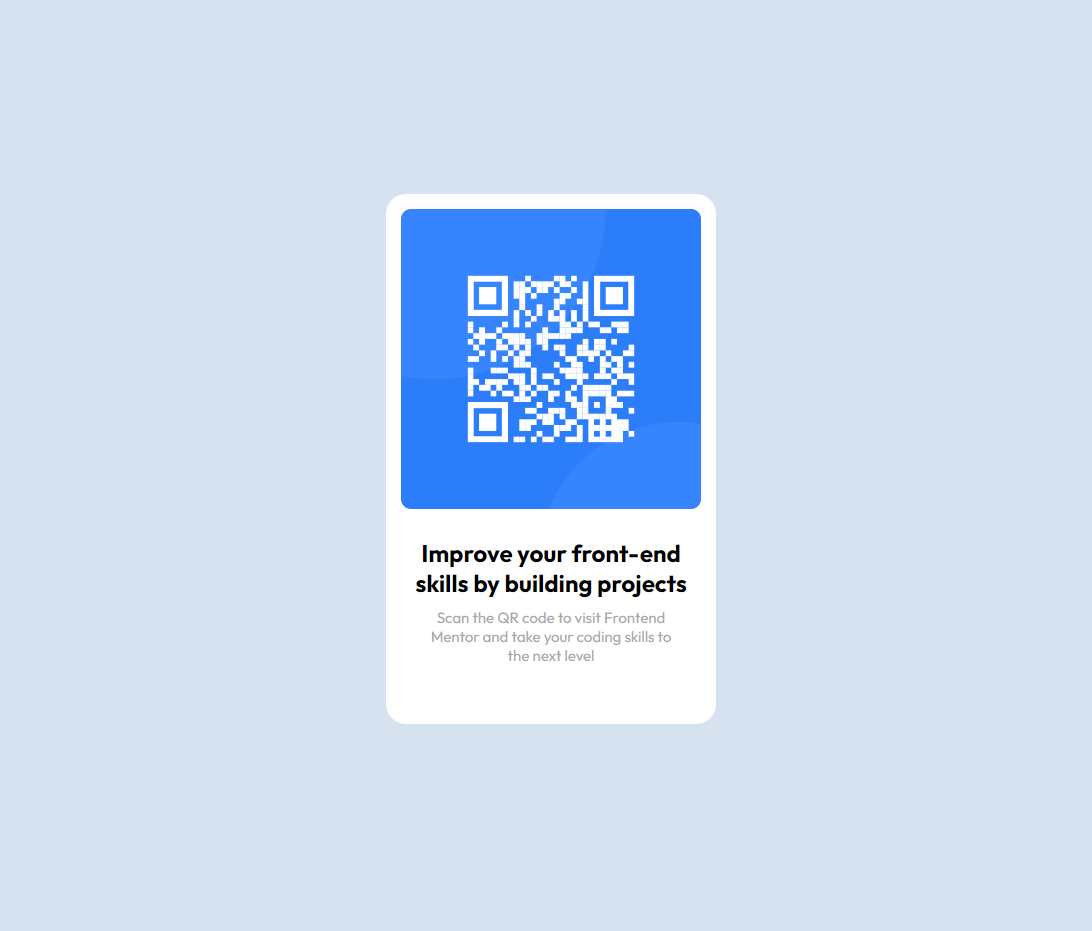 Improve your front-end
skills by building projects
Scan the QR code to visit Frontend
Mentor and take your coding skills to
the next level